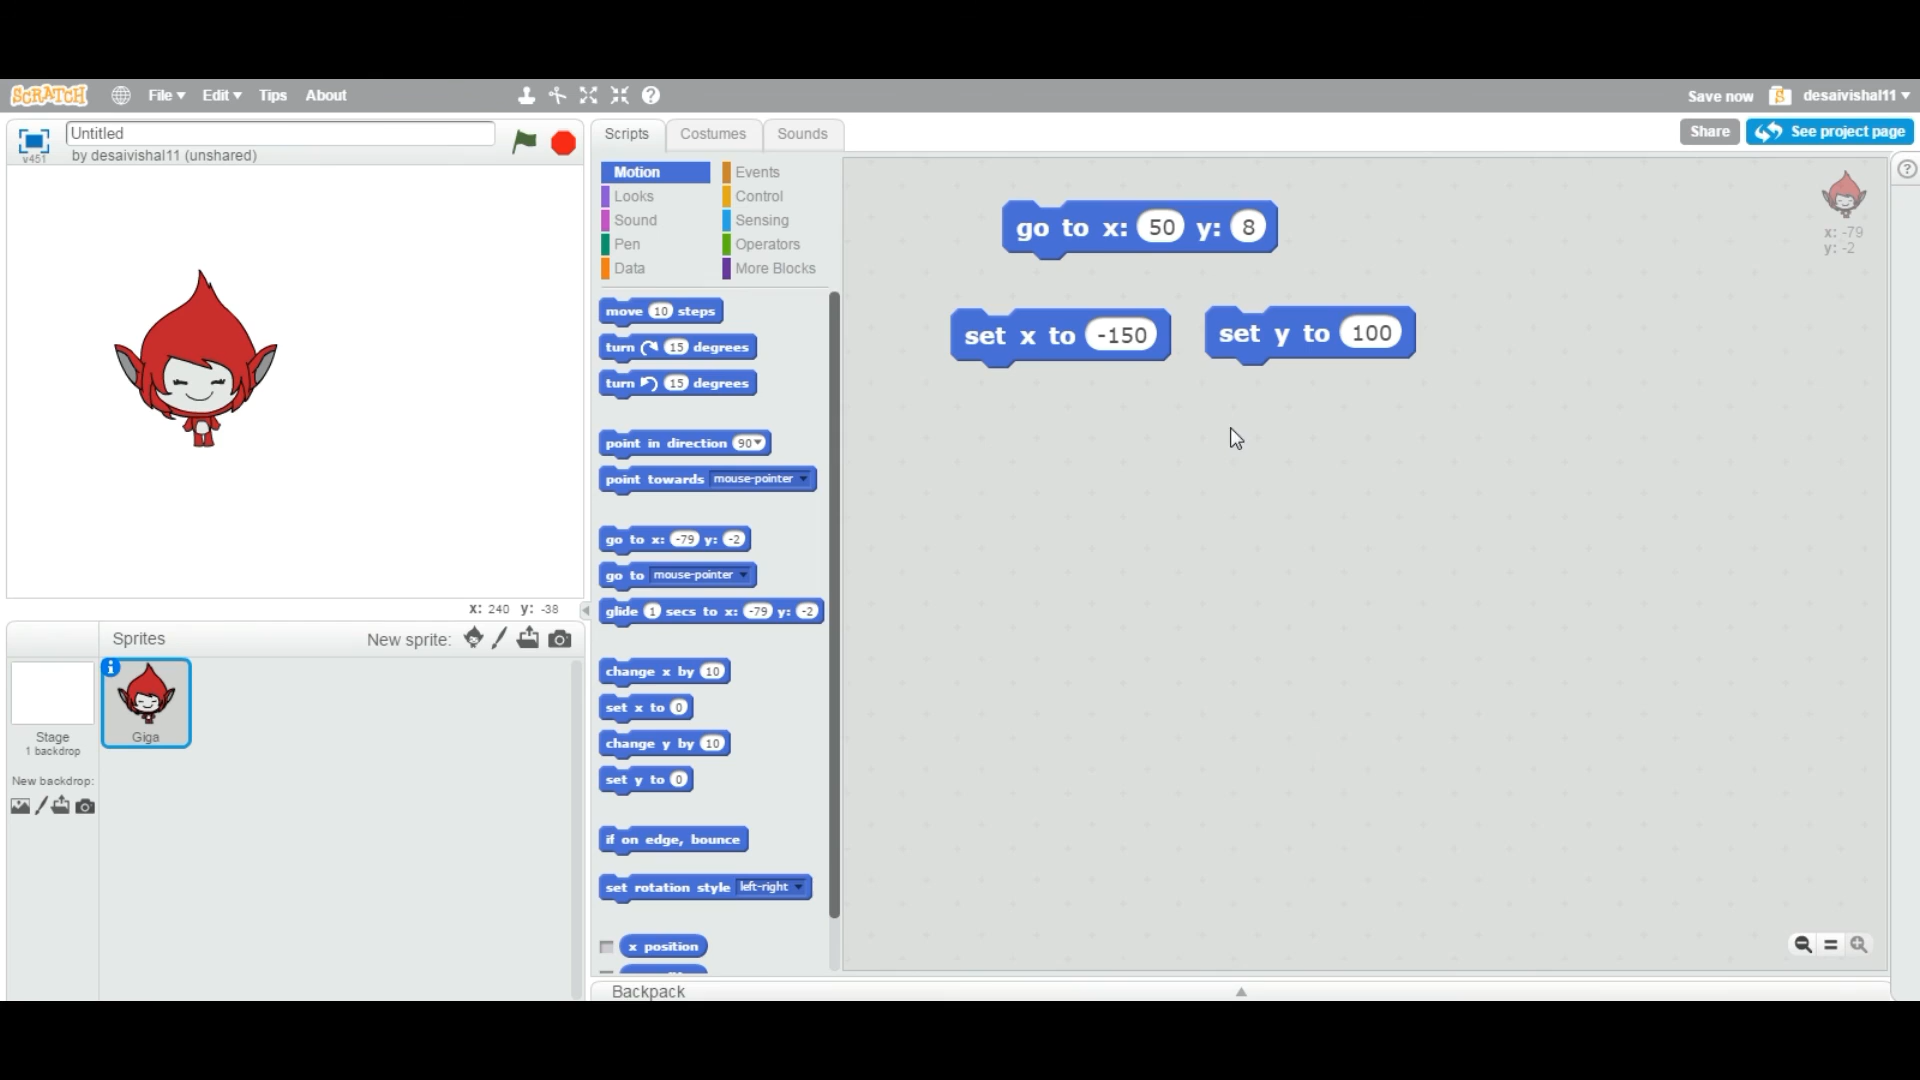 SCRATCH File Edit Tips About Save now desaivishal11
v451 Untitled
by desaivishal11 (unshared)
Scripts Costumes Sounds Share See project page
Motion Events
Looks Control
Sound Sensing
Pen Operators
Data More Blocks
move 10 steps
turn 15 degrees
turn 15 degrees
point in direction 90
point towards mouse-pointer
go to x: -79 y: -2
go to mouse-pointer
glide 1 secs to x: -79 y: -2
change x by 10
set x to 0
change y by 10
set y to 0
if on edge, bounce
set rotation style left-right
x position
go to x: 50 y: 8
set x to -150 set y to 100
x: -79
y: -2
x: 240 y: -38
Sprites New sprite:
Giga
Stage
1 backdrop
New backdrop:
Backpack